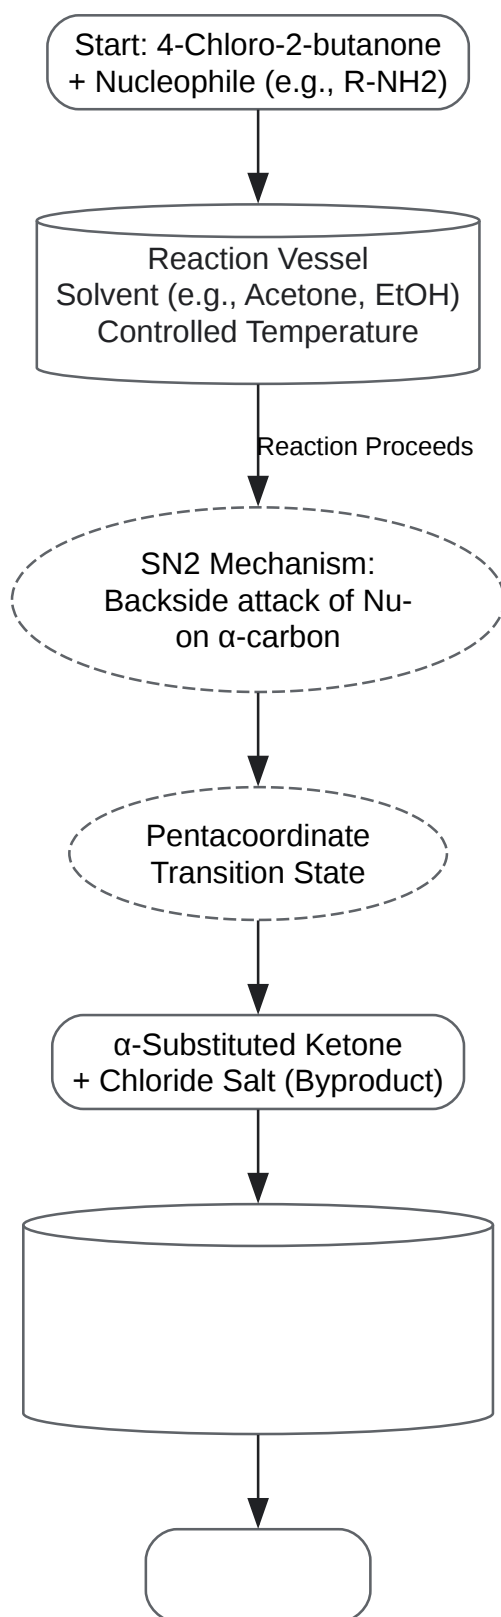 Start: 4-Chloro-2-butanone
+ Nucleophile (e.g., R-NH2)
Reaction Vessel
Solvent (e.g., Acetone, EtOH)
Controlled Temperature
Reaction Proceeds
SN2 Mechanism:
Backside attack of Nu-
on α-carbon
Pentacoordinate
Transition State
α-Substituted Ketone
+ Chloride Salt (Byproduct)